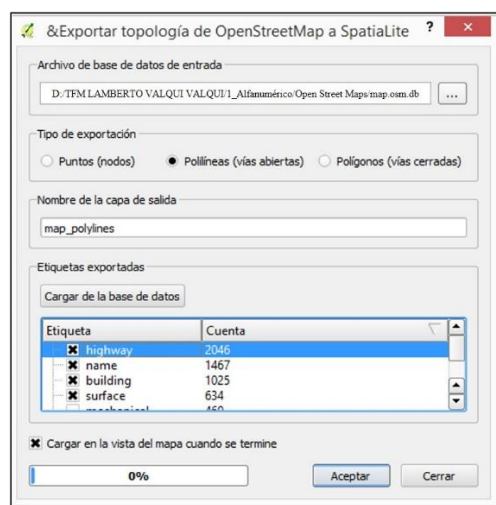 &Exportar topología de OpenStreetMap a SpatiaLite ? ×
Archivo de base de datos de entrada
D:/TFM LAMBERTO VALQUI VALQUI/1_Alfanumérico/Open Street Maps/map.osm.db ...
Tipo de exportación
Puntos (nodos) Polilíneas (vías abiertas) Polígonos (vías cerradas)
Nombre de la capa de salida
map_polylines
Etiquetas exportadas
Cargar de la base de datos
Etiqueta Cuenta
highway 2046
name 1467
building 1025
surface 634
mechanical 460
Cargar en la vista del mapa cuando se termine
0% Aceptar Cerrar